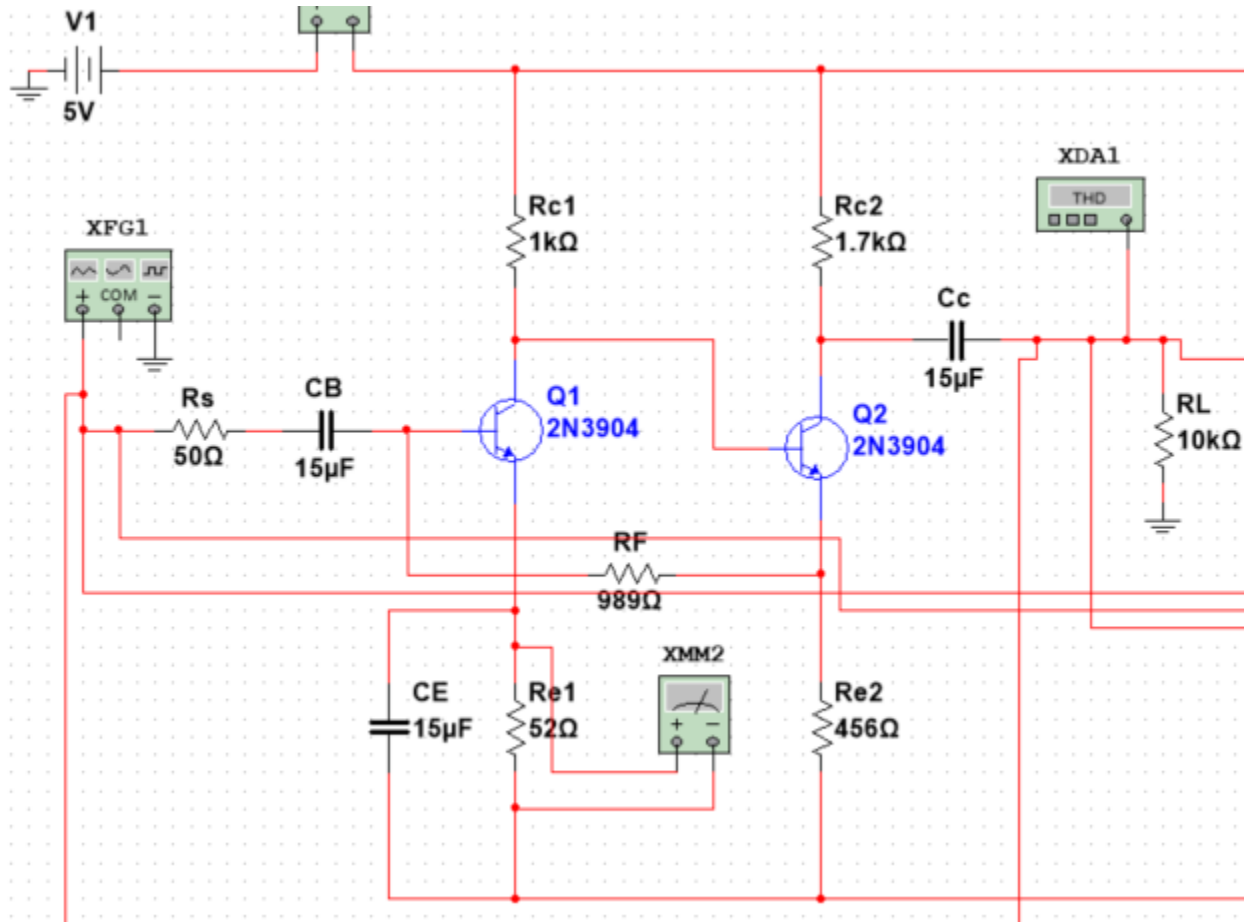 V1
5V
XDA1
THD
XFG1
+ COM −
Rc1
1kΩ
Rc2
1.7kΩ
Cc
15µF
Rs
50Ω
CB
15µF
Q1
2N3904
Q2
2N3904
RL
10kΩ
RF
989Ω
XMM2
+ −
CE
15µF
Re1
52Ω
Re2
456Ω